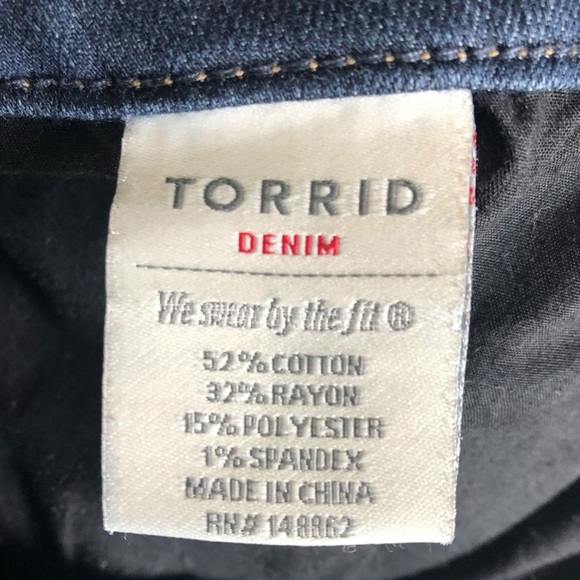 TORRID
DENIM
We swear by the fit ®
52% COTTON
32% RAYON
15% POLYESTER
1% SPANDEX
MADE IN CHINA
RN# 148862